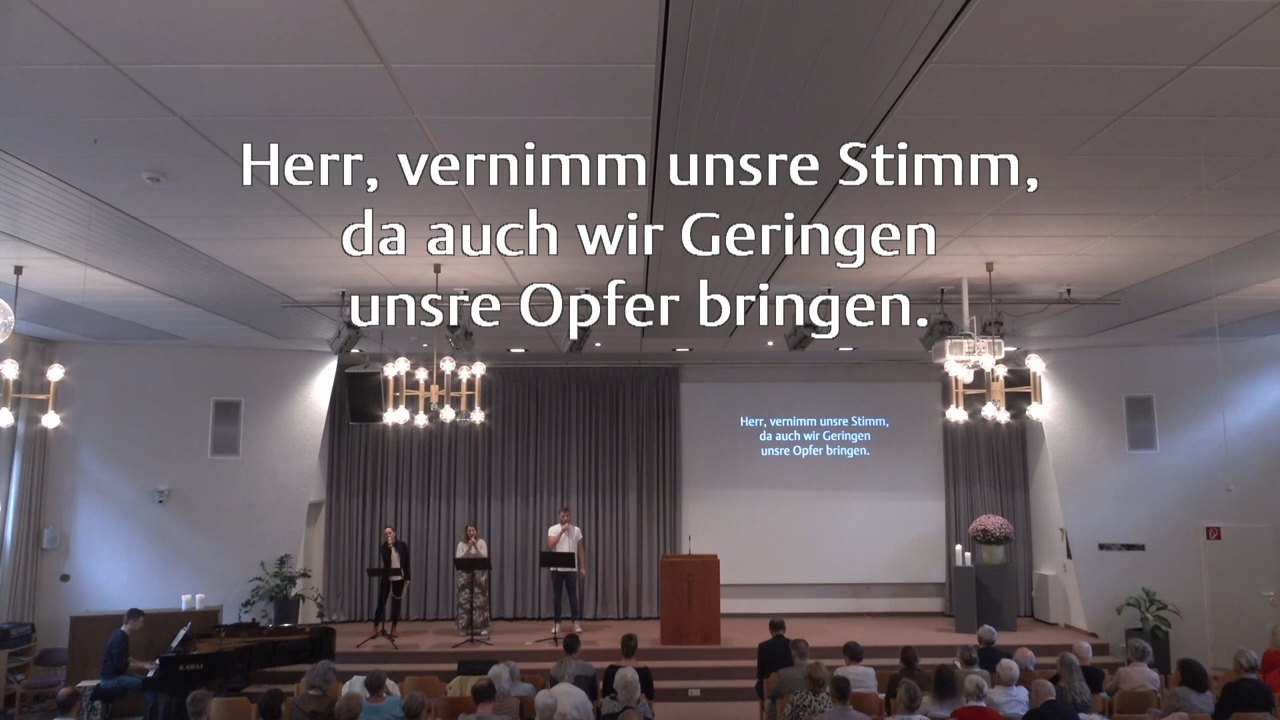 Herr, vernimm unsre Stimm,
da auch wir Geringen
unsre Opfer bringen.
Herr, vernimm unsre Stimm,
da auch wir Geringen
unsre Opfer bringen.
KAWAI